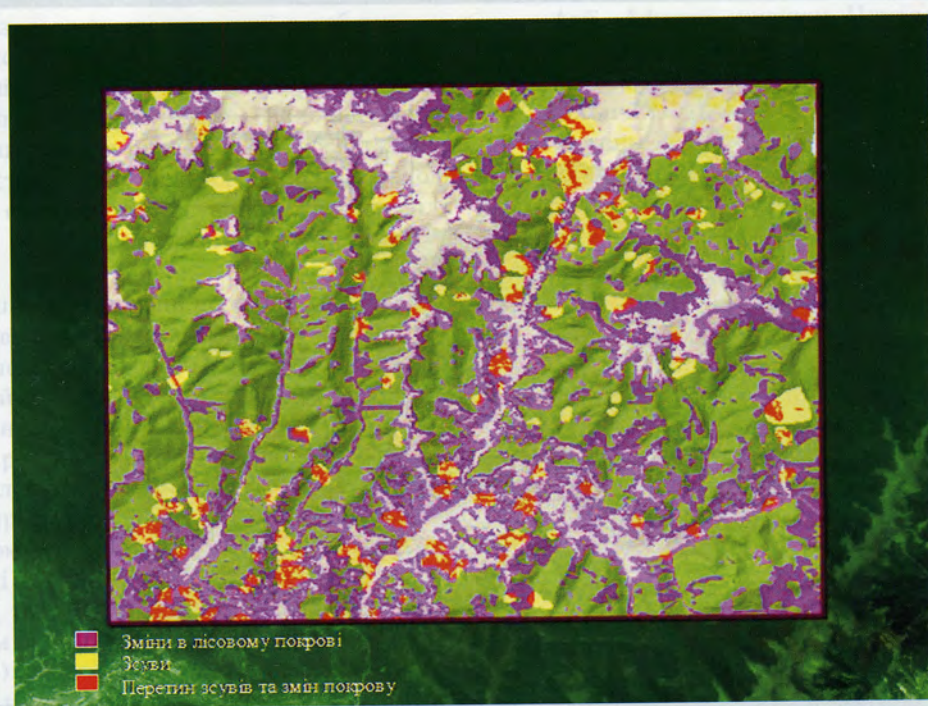 Зміни в лісовому покрові
Зсуви
Перетин зсувів та змін покрову